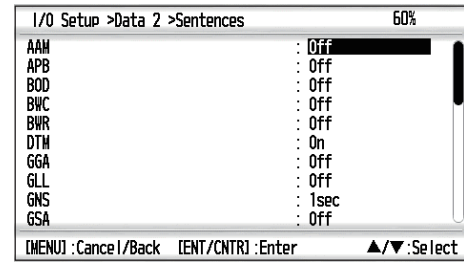 I/O Setup >Data 2 >Sentences 60%
AAM : Off
APB : Off
BOD : Off
BWC : Off
BWR : Off
DTM : On
GGA : Off
GLL : Off
GNS : 1sec
GSA : Off
[MENU] :Cancel/Back [ENT/CNTR] :Enter ▲/▼ :Select